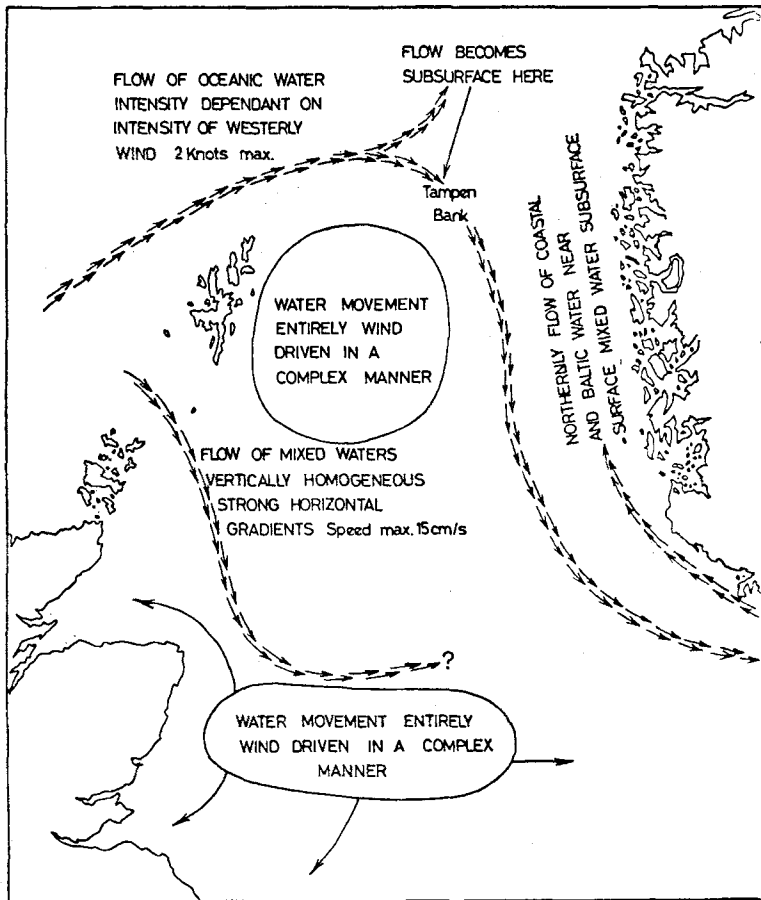 FLOW OF OCEANIC WATER
INTENSITY DEPENDANT ON
INTENSITY OF WESTERLY
WIND 2 Knots max.
FLOW BECOMES
SUBSURFACE HERE
Tampen
Bank
WATER MOVEMENT
ENTIRELY WIND
DRIVEN IN A
COMPLEX MANNER
NORTHERNLY FLOW OF COASTAL
AND BALTIC WATER NEAR
SURFACE MIXED WATER SUBSURFACE
FLOW OF MIXED WATERS
VERTICALLY HOMOGENEOUS
STRONG HORIZONTAL
GRADIENTS Speed max. 15cm/s
?
WATER MOVEMENT ENTIRELY
WIND DRIVEN IN A COMPLEX
MANNER